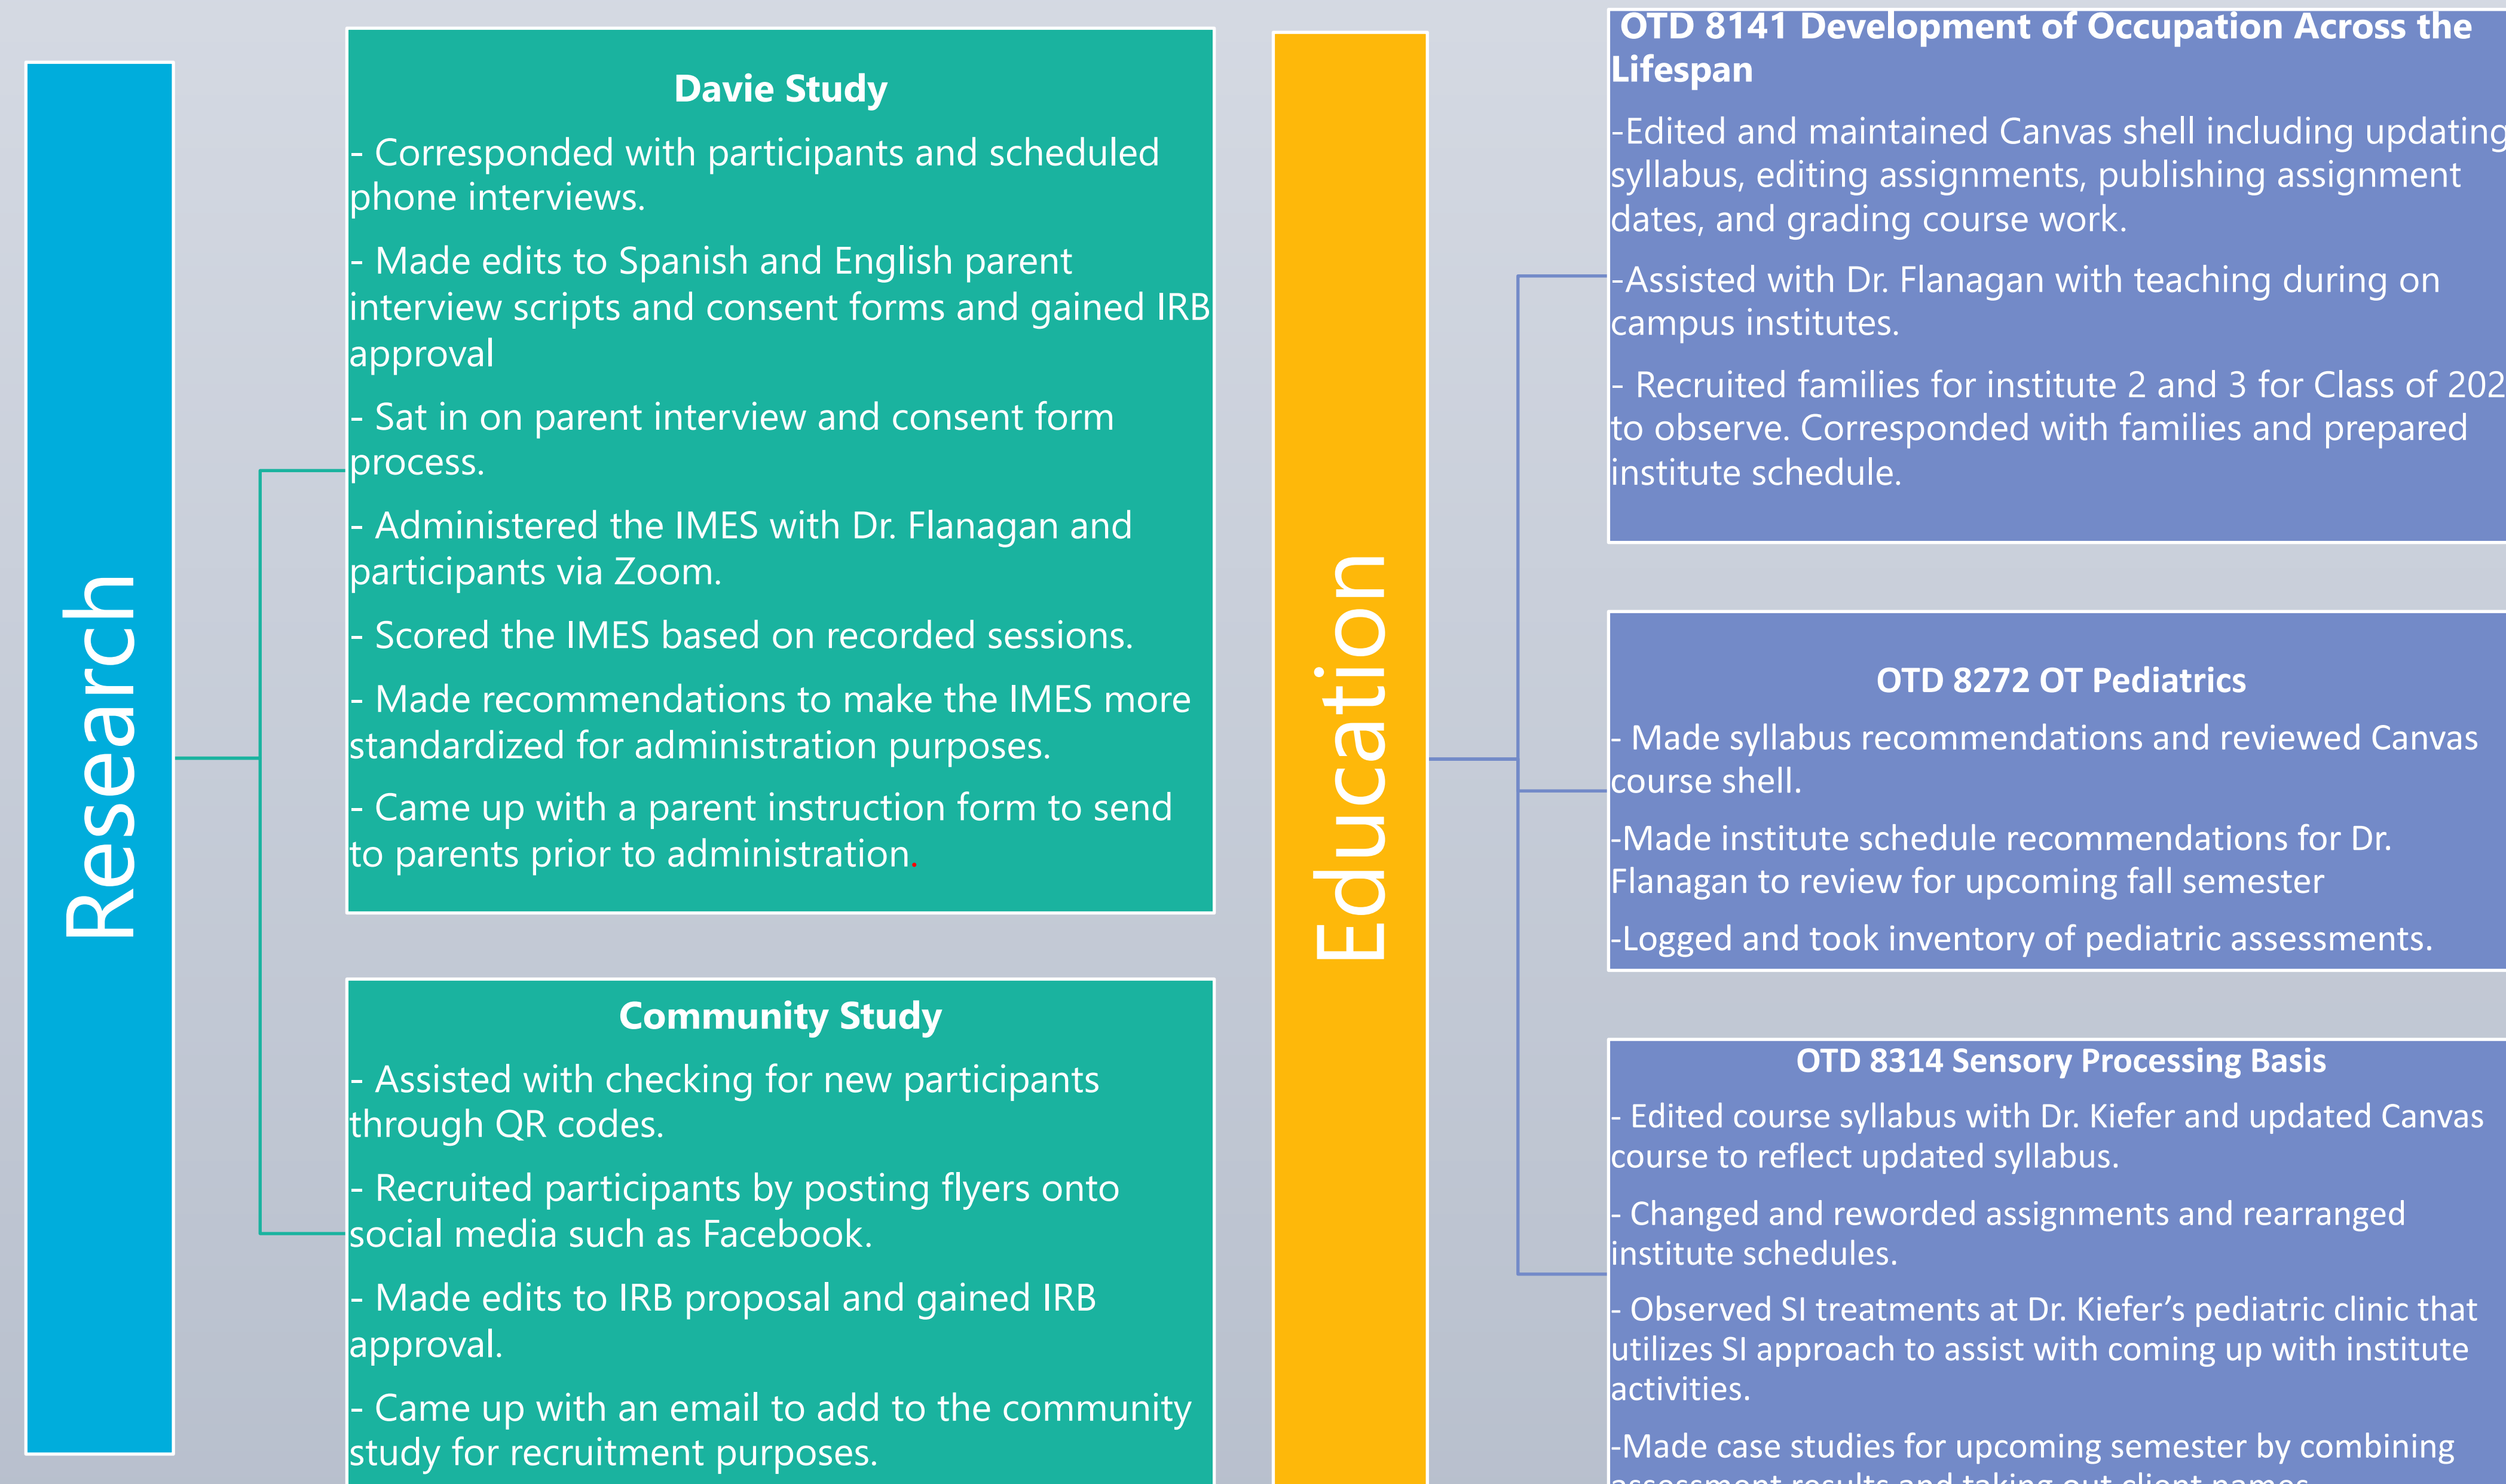 Research
Davie Study
- Corresponded with participants and scheduled
phone interviews.
- Made edits to Spanish and English parent
interview scripts and consent forms and gained IRB
approval
- Sat in on parent interview and consent form
process.
- Administered the IMES with Dr. Flanagan and
participants via Zoom.
- Scored the IMES based on recorded sessions.
- Made recommendations to make the IMES more
standardized for administration purposes.
- Came up with a parent instruction form to send
to parents prior to administration.
Community Study
- Assisted with checking for new participants
through QR codes.
- Recruited participants by posting flyers onto
social media such as Facebook.
- Made edits to IRB proposal and gained IRB
approval.
- Came up with an email to add to the community
study for recruitment purposes.
Education
OTD 8141 Development of Occupation Across the
Lifespan
-Edited and maintained Canvas shell including updating
syllabus, editing assignments, publishing assignment
dates, and grading course work.
-Assisted with Dr. Flanagan with teaching during on
campus institutes.
- Recruited families for institute 2 and 3 for Class of 202
to observe. Corresponded with families and prepared
institute schedule.
OTD 8272 OT Pediatrics
- Made syllabus recommendations and reviewed Canvas
course shell.
-Made institute schedule recommendations for Dr.
Flanagan to review for upcoming fall semester
-Logged and took inventory of pediatric assessments.
OTD 8314 Sensory Processing Basis
- Edited course syllabus with Dr. Kiefer and updated Canvas
course to reflect updated syllabus.
- Changed and reworded assignments and rearranged
institute schedules.
- Observed SI treatments at Dr. Kiefer’s pediatric clinic that
utilizes SI approach to assist with coming up with institute
activities.
-Made case studies for upcoming semester by combining
assessment results and taking out client names